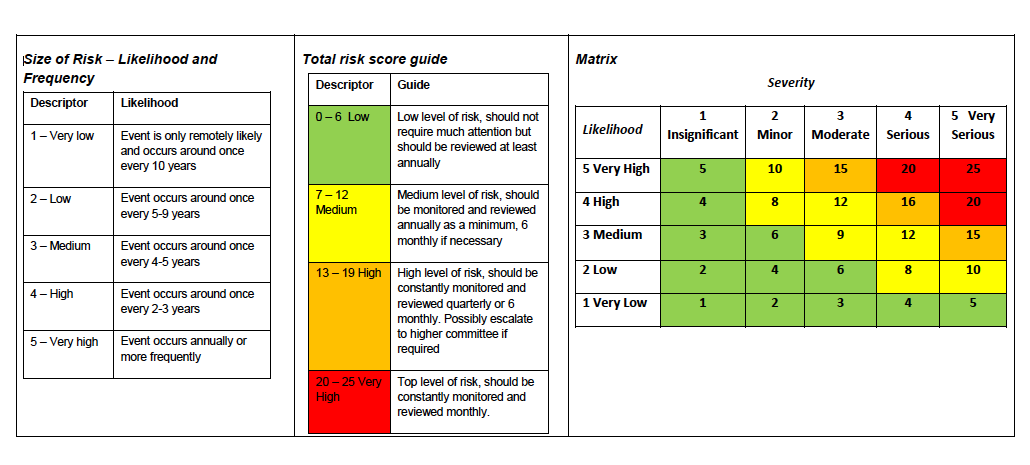 Size of Risk – Likelihood and
Frequency
Descriptor Likelihood
1 – Very low Event is only remotely likely
and occurs around once
every 10 years
2 – Low Event occurs around once
every 5-9 years
3 – Medium Event occurs around once
every 4-5 years
4 – High Event occurs around once
every 2-3 years
5 – Very high Event occurs annually or
more frequently
Total risk score guide
Descriptor Guide
0 – 6 Low Low level of risk, should not
require much attention but
should be reviewed at least
annually
7 – 12 Medium level of risk, should
Medium be monitored and reviewed
annually as a minimum, 6
monthly if necessary
13 – 19 High High level of risk, should be
constantly monitored and
reviewed quarterly or 6
monthly. Possibly escalate
to higher committee if
required
20 – 25 Very Top level of risk, should be
High constantly monitored and
reviewed monthly.
Matrix
Severity
Likelihood
1 2 3 4 5 Very
Insignificant Minor Moderate Serious Serious
5 Very High 5 10 15 20 25
4 High 4 8 12 16 20
3 Medium 3 6 9 12 15
2 Low 2 4 6 8 10
1 Very Low 1 2 3 4 5